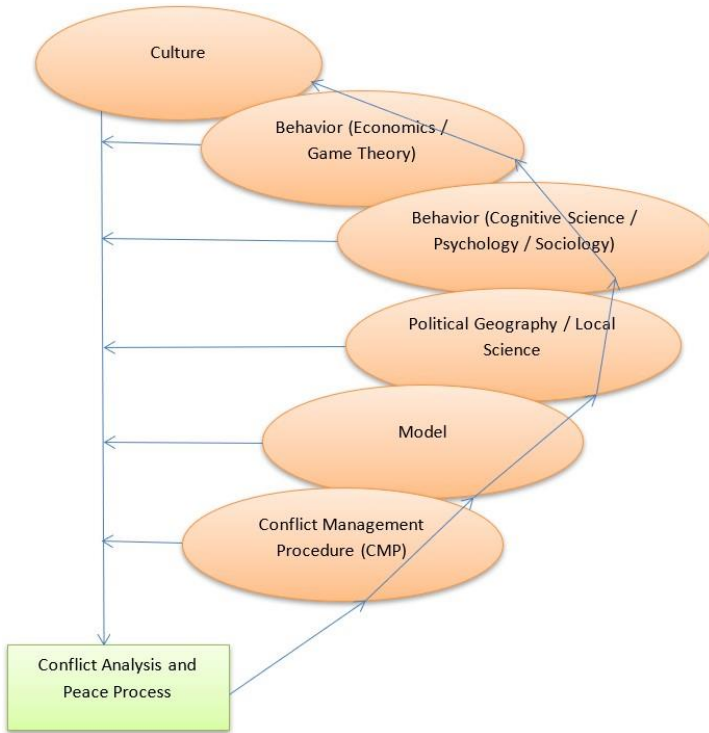 Culture
Behavior (Economics /
Game Theory)
Behavior (Cognitive Science /
Psychology / Sociology)
Political Geography / Local
Science
Model
Conflict Management
Procedure (CMP)
Conflict Analysis and
Peace Process